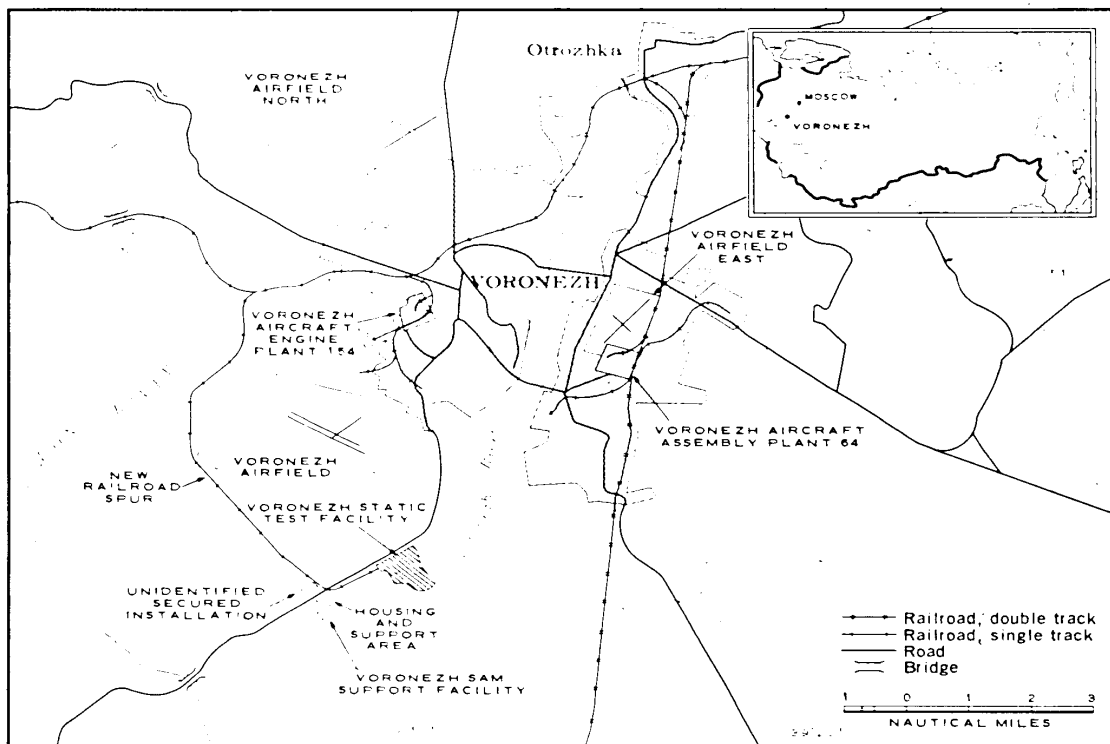 Otrozhka
VORONEZH
AIRFIELD
NORTH
MOSCOW
VORONEZH
VORONEZH
AIRFIELD
EAST
VORONEZH
VORONEZH
AIRCRAFT
ENGINE
PLANT 154
VORONEZH AIRCRAFT
ASSEMBLY PLANT 64
VORONEZH
AIRFIELD
NEW
RAILROAD
SPUR
VORONEZH STATIC
TEST FACILITY
UNIDENTIFIED
SECURED
INSTALLATION
HOUSING
AND
SUPPORT
AREA
VORONEZH SAM
SUPPORT FACILITY
Railroad, double track
Railroad, single track
Road
Bridge
1 0 1 2 3
NAUTICAL MILES